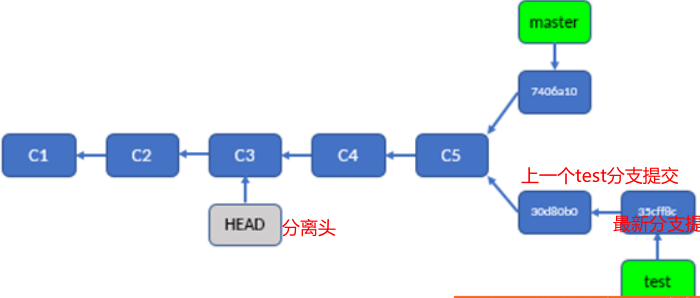 master
7406a10
C1
C2
C3
C4
C5
上一个test分支提交
HEAD
分离头
30d80b0
35cff8c
最新分支提
test